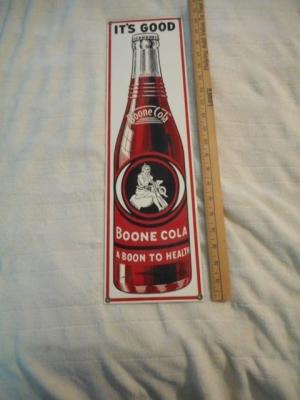 IT'S GOOD
Boone Cola
BOONE COLA
A BOON TO HEALTH